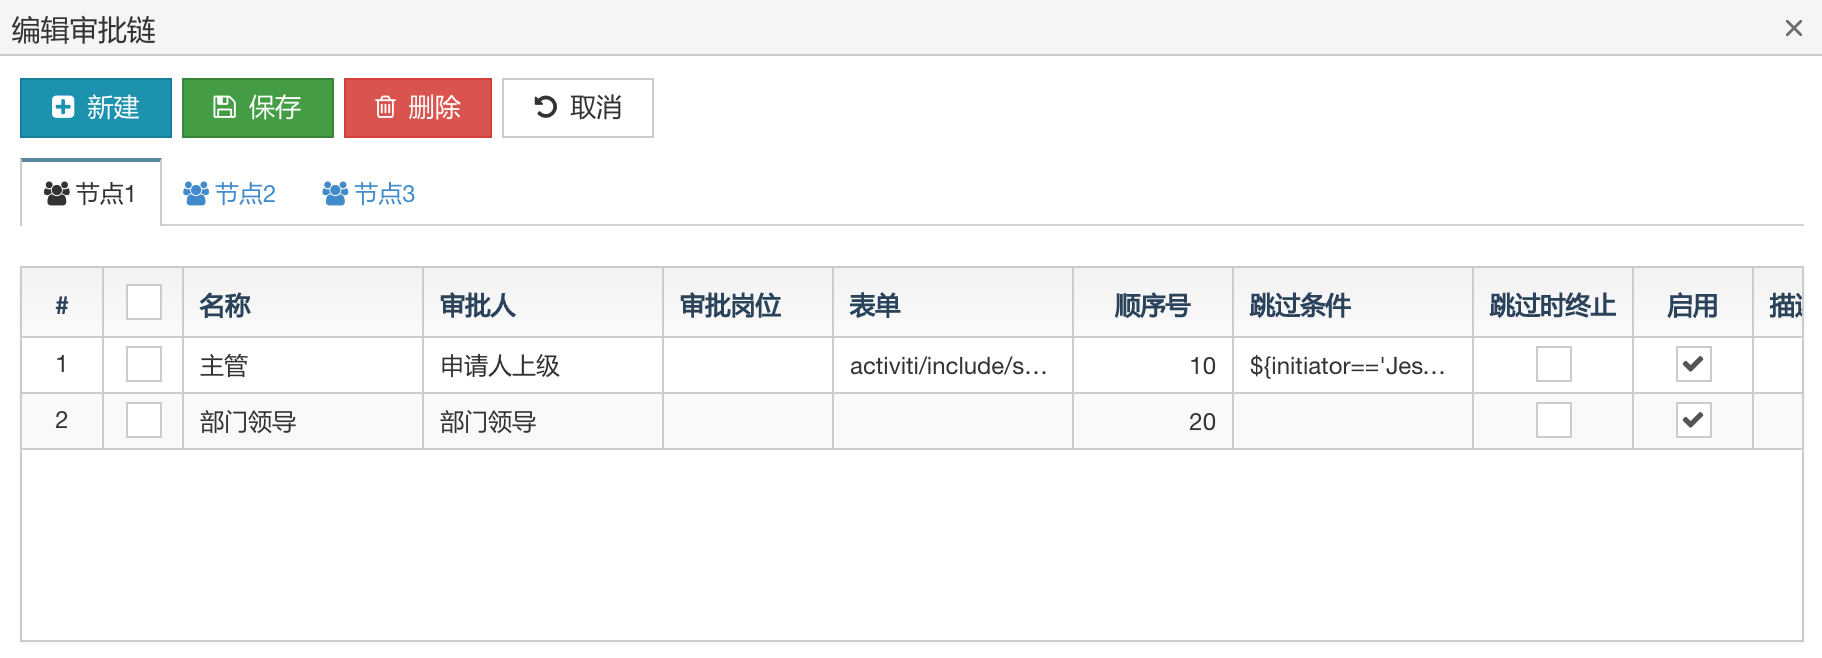 编辑审批链
新建 保存 删除 取消
节点1 节点2 节点3
# 名称 审批人 审批岗位 表单 顺序号 跳过条件 跳过时终止 启用
1 主管 申请人上级 activiti/include/s... 10 ${initiator=='Jes...
2 部门领导 部门领导 20